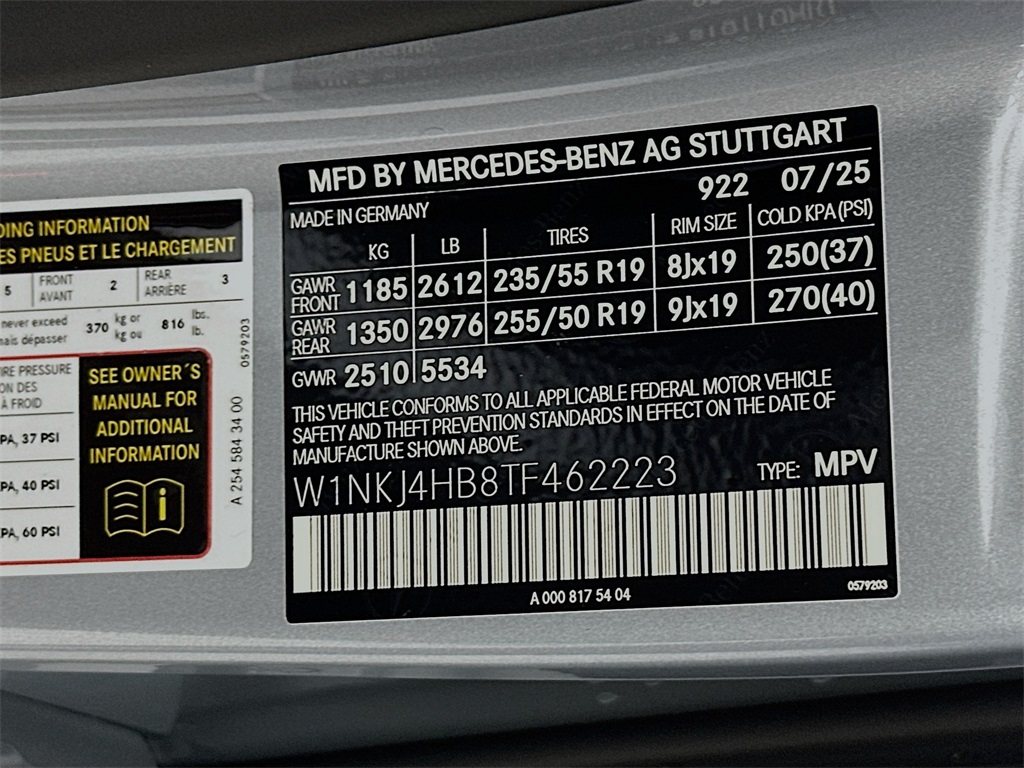 DING INFORMATION
ES PNEUS ET LE CHARGEMENT
5 FRONT AVANT 2 REAR ARRIÈRE 3
never exceed 370 kg or 816 lbs.
mais dépasser kg ou lb.
0579203
RE PRESSURE
ON DES
À FROID
PA, 37 PSI
PA, 40 PSI
PA, 60 PSI
SEE OWNER´S
MANUAL FOR
ADDITIONAL
INFORMATION
i
A 254 584 34 00
MFD BY MERCEDES-BENZ AG STUTTGART
922 07/25
MADE IN GERMANY
KG LB TIRES RIM SIZE COLD KPA(PSI)
GAWR FRONT 1185 2612 235/55 R19 8Jx19 250(37)
GAWR REAR 1350 2976 255/50 R19 9Jx19 270(40)
GVWR 2510 5534
THIS VEHICLE CONFORMS TO ALL APPLICABLE FEDERAL MOTOR VEHICLE
SAFETY AND THEFT PREVENTION STANDARDS IN EFFECT ON THE DATE OF
MANUFACTURE SHOWN ABOVE.
W1NKJ4HB8TF462223 TYPE: MPV
A 000 817 54 04
0579203